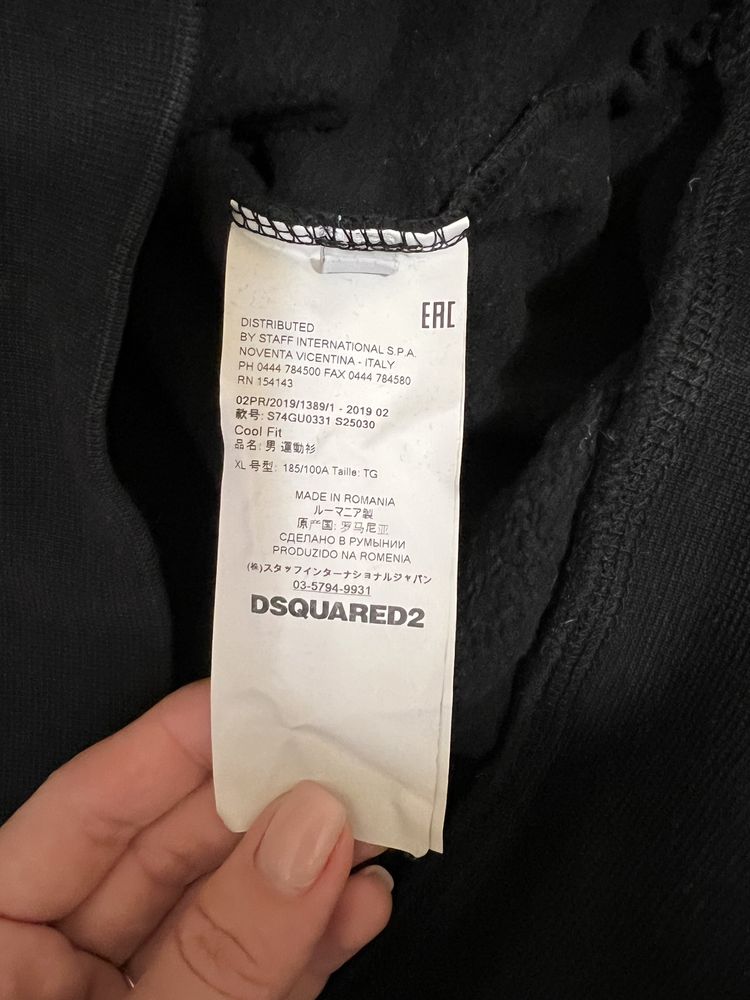 EAC
DISTRIBUTED
BY STAFF INTERNATIONAL S.P.A.
NOVENTA VICENTINA - ITALY
PH 0444 784500 FAX 0444 784580
RN 154143
02PR/2019/1389/1 - 2019 02
款号: S74GU0331 S25030
Cool Fit
品名: 男 運動衫
XL 号型: 185/100A Taille: TG
MADE IN ROMANIA
ルーマニア製
原产国: 罗马尼亚
СДЕЛАНО В РУМЫНИИ
PRODUZIDO NA ROMENIA
(株)スタッフインターナショナルジャパン
03-5794-9931
DSQUARED2